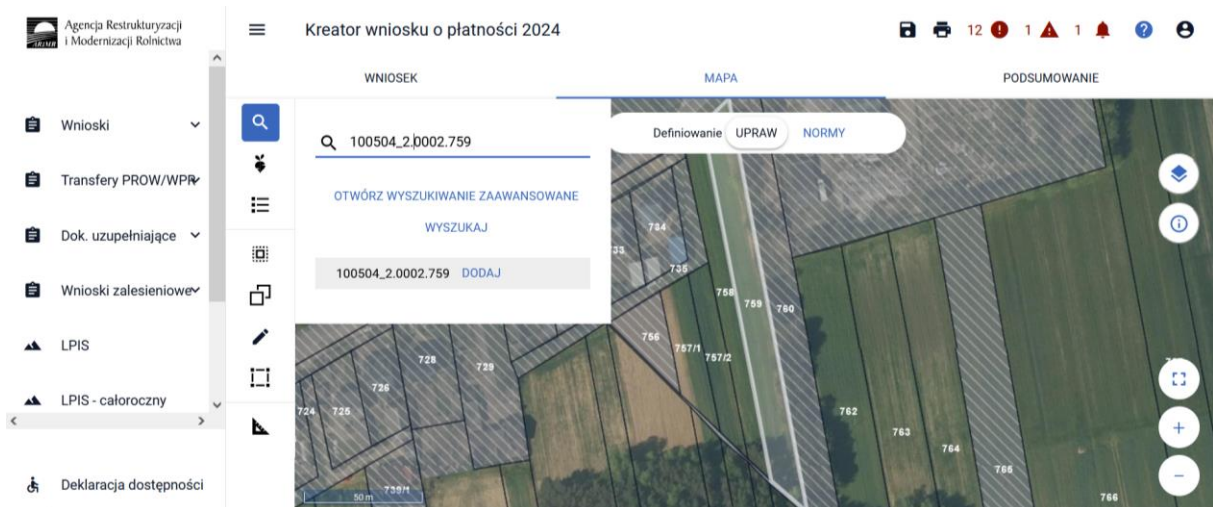 Agencja Restrukturyzacji
i Modernizacji Rolnictwa
ARiMR
Kreator wniosku o płatności 2024
12 1 1
WNIOSEK MAPA PODSUMOWANIE
Wnioski
Transfery PROW/WPR
Dok. uzupełniające
Wnioski zalesieniowe
LPIS
LPIS - całoroczny
Deklaracja dostępności
100504_2.0002.759
OTWÓRZ WYSZUKIWANIE ZAAWANSOWANE
WYSZUKAJ
100504_2.0002.759 DODAJ
Definiowanie UPRAW NORMY
734
33
735
758
759
760
756
757/1
757/2
728
729
726
724
725
762
763
764
765
766
739/1
50 m